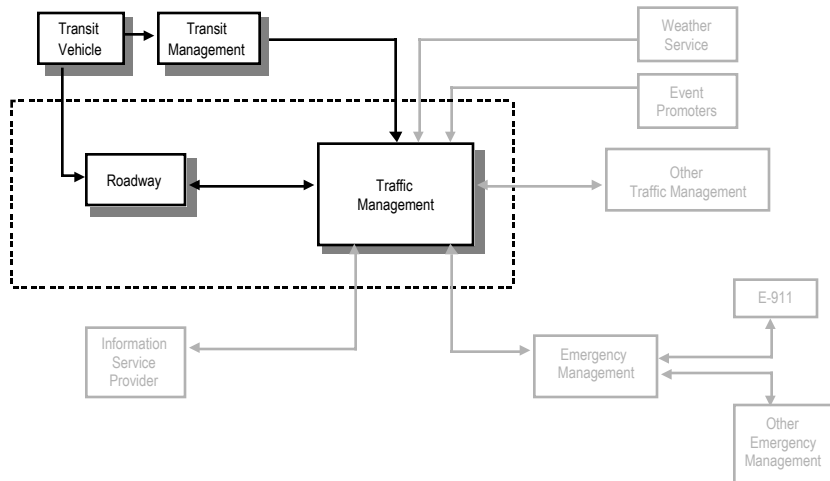 Transit
Vehicle
Transit
Management
Weather
Service
Event
Promoters
Roadway
Traffic
Management
Other
Traffic Management
Information
Service
Provider
Emergency
Management
E-911
Other
Emergency
Management